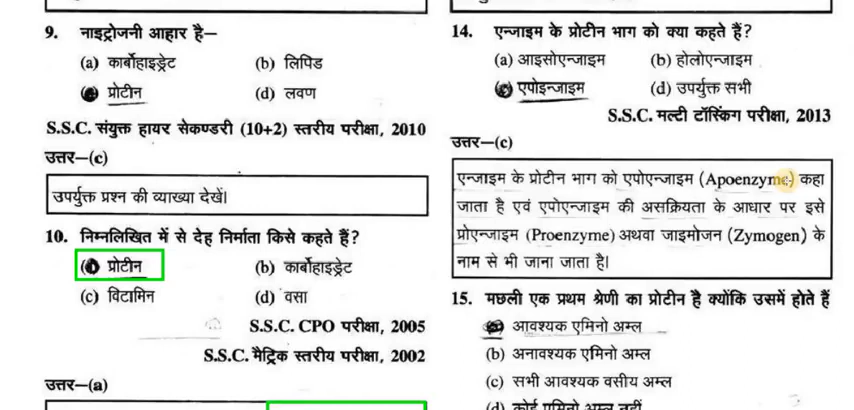 9. नाइट्रोजनी आहार है—
(a) कार्बोहाइड्रेट (b) लिपिड
प्रोटीन (d) लवण
S.S.C. संयुक्त हायर सेकण्डरी (10+2) स्तरीय परीक्षा, 2010
उत्तर—(c)
उपर्युक्त प्रश्न की व्याख्या देखें।
10. निम्नलिखित में से देह निर्माता किसे कहते हैं?
प्रोटीन (b) कार्बोहाइड्रेट
(c) विटामिन (d) वसा
S.S.C. CPO परीक्षा, 2005
S.S.C. मैट्रिक स्तरीय परीक्षा, 2002
उत्तर—(a)
14. एन्जाइम के प्रोटीन भाग को क्या कहते हैं?
(a) आइसोएन्जाइम (b) होलोएन्जाइम
एपोइन्जाइम (d) उपर्युक्त सभी
S.S.C. मल्टी टॉस्किंग परीक्षा, 2013
उत्तर—(c)
एन्जाइम के प्रोटीन भाग को एपोएन्जाइम (Apoenzyme) कहा
जाता है एवं एपोएन्जाइम की असक्रियता के आधार पर इसे
प्रोएन्जाइम (Proenzyme) अथवा जाइमोजन (Zymogen) के
नाम से भी जाना जाता है।
15. मछली एक प्रथम श्रेणी का प्रोटीन है क्योंकि उसमें होते हैं
आवश्यक एमिनो अम्ल
(b) अनावश्यक एमिनो अम्ल
(c) सभी आवश्यक वसीय अम्ल
(d) कोई एमिनो अम्ल नहीं